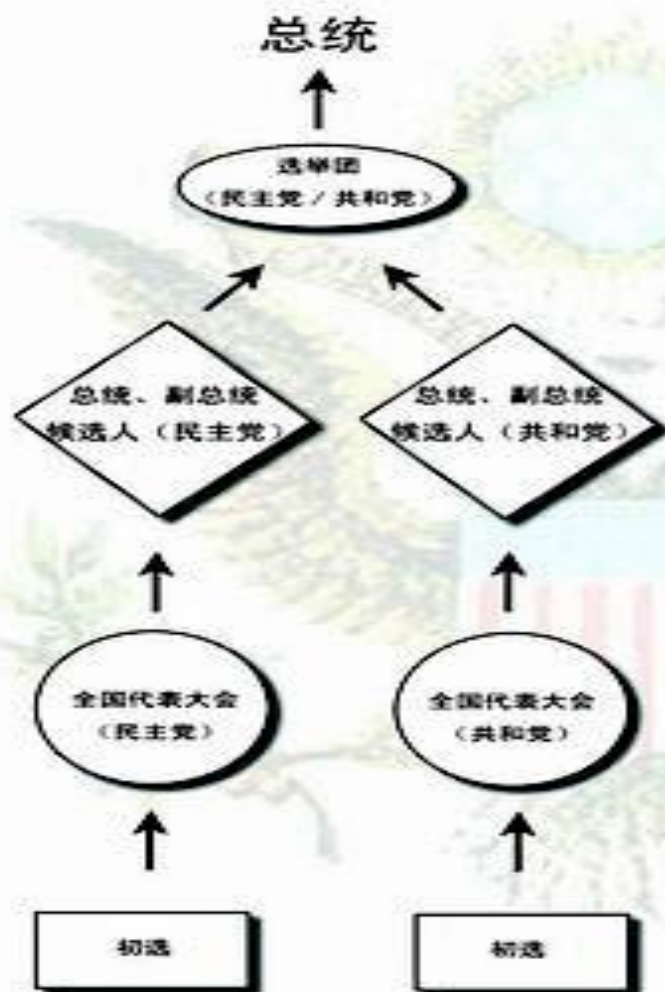 总统
选举团
（民主党 / 共和党）
总统、副总统
候选人（民主党）
总统、副总统
候选人（共和党）
全国代表大会
（民主党）
全国代表大会
（共和党）
初选
初选